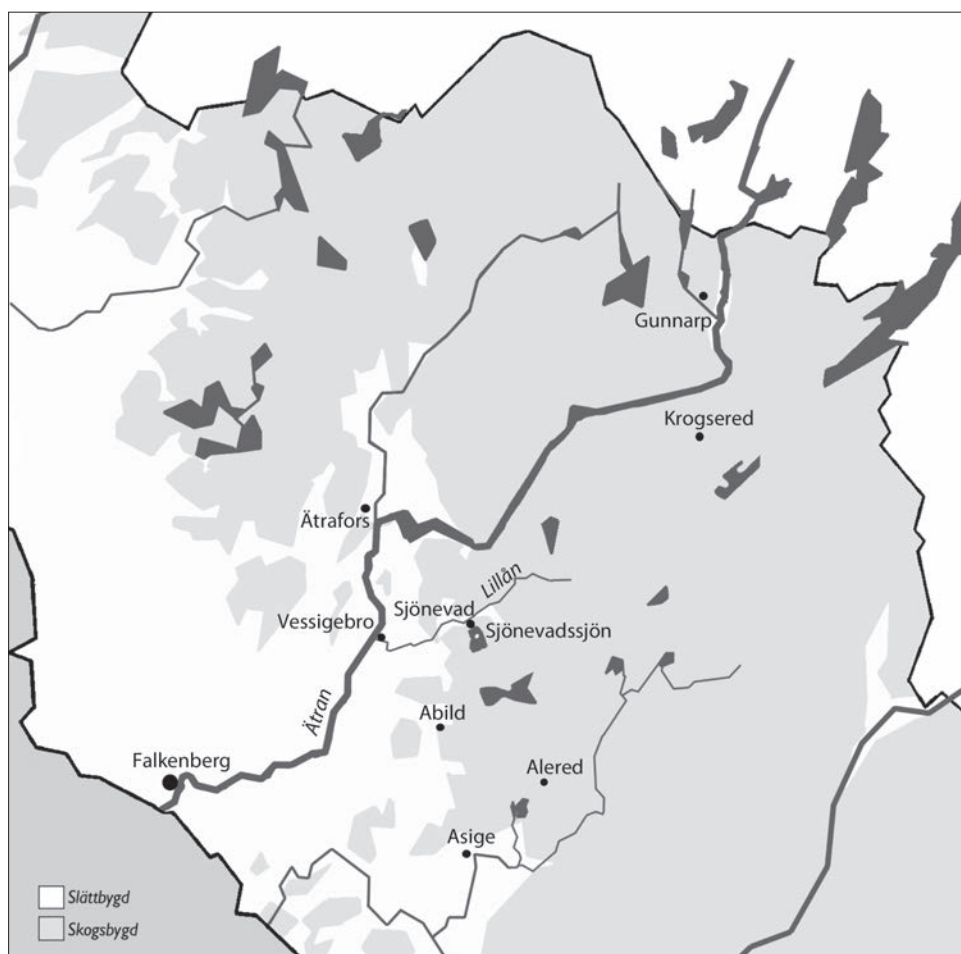 Gunnarp
Krogsered
Ätrafors
Lillån
Sjönevad
Vessigebro
Sjönevadssjön
Ätran
Abild
Falkenberg
Alered
Asige
Slättbygd
Skogsbygd